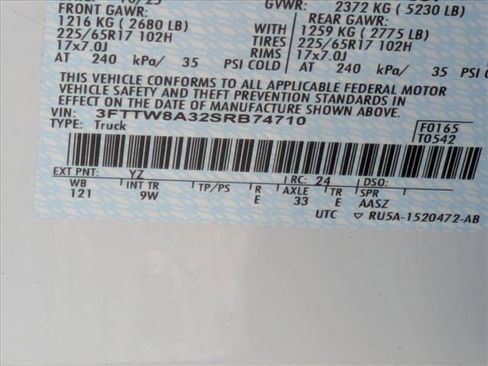 GVWR: 2372 KG ( 5230 LB)
FRONT GAWR: REAR GAWR:
1216 KG ( 2680 LB) WITH 1259 KG ( 2775 LB)
225/65R17 102H TIRES 225/65R17 102H
17x7.0J RIMS 17x7.0J
AT 240 kPa/ 35 PSI COLD AT 240 kPa/ 35 PSI COLD
THIS VEHICLE CONFORMS TO ALL APPLICABLE FEDERAL MOTOR
VEHICLE SAFETY AND THEFT PREVENTION STANDARDS IN
EFFECT ON THE DATE OF MANUFACTURE SHOWN ABOVE.
VIN: 3FTTW8A32SRB74710
TYPE: Truck
F0165
T0542
EXT PNT: YZ RC: 24 DSO:
WB INT TR TP/PS R AXLE TR SPR
121 9W E 33 E AASZ
UTC ▽ RU5A-1520472-AB